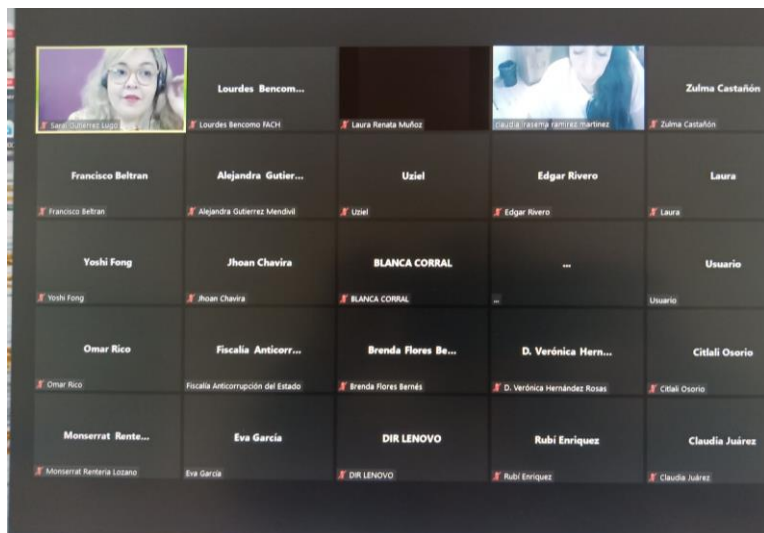 Sara Gutiérrez Lugo
Lourdes Bencom...
Lourdes Bencomo FACH
Laura Renata Muñoz
claudia irasema ramirez martinez
Zulma Castañón
Zulma Castañón
Francisco Beltran
Francisco Beltran
Alejandra Gutier...
Alejandra Gutierrez Mendivil
Uziel
Uziel
Edgar Rivero
Edgar Rivero
Laura
Laura
Yoshi Fong
Yoshi Fong
Jhoan Chavira
Jhoan Chavira
BLANCA CORRAL
BLANCA CORRAL
...
...
Usuario
Usuario
Omar Rico
Omar Rico
Fiscalía Anticorr...
Fiscalía Anticorrupción del Estado
Brenda Flores Be...
Brenda Flores Bernés
D. Verónica Hern...
D. Verónica Hernández Rosas
Citlali Osorio
Citlali Osorio
Monserrat Rente...
Monserrat Renteria Lozano
Eva García
Eva García
DIR LENOVO
DIR LENOVO
Rubí Enriquez
Rubí Enriquez
Claudia Juárez
Claudia Juárez